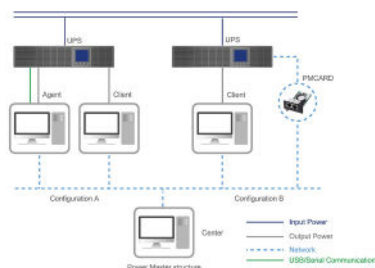 UPS
UPS
PMCARD
Agent
Client
Client
Configuration A
Configuration B
Center
Power Master structure
Input Power
Output Power
Network
USB/Serial Communication